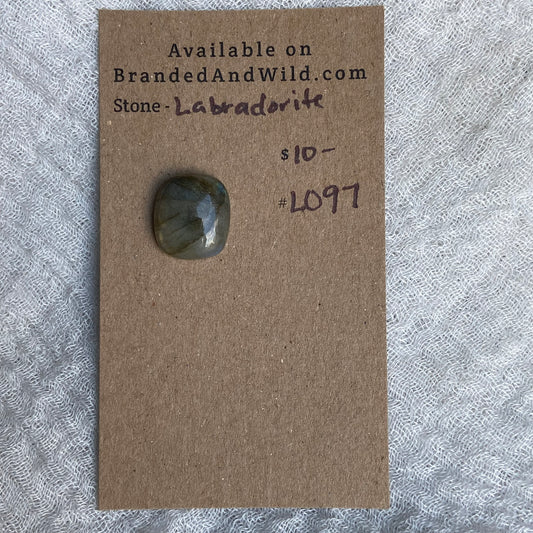 Available on
BrandedAndWild.com
Stone - Labradorite
$10-
#L097